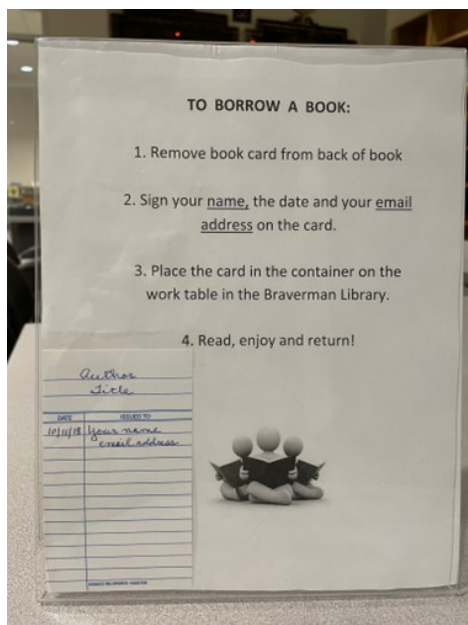 TO BORROW A BOOK:
1. Remove book card from back of book
2. Sign your name, the date and your email
address on the card.
3. Place the card in the container on the
work table in the Braverman Library.
4. Read, enjoy and return!
Author
Title
DATE ISSUED TO
10/11/18 Your name
email address